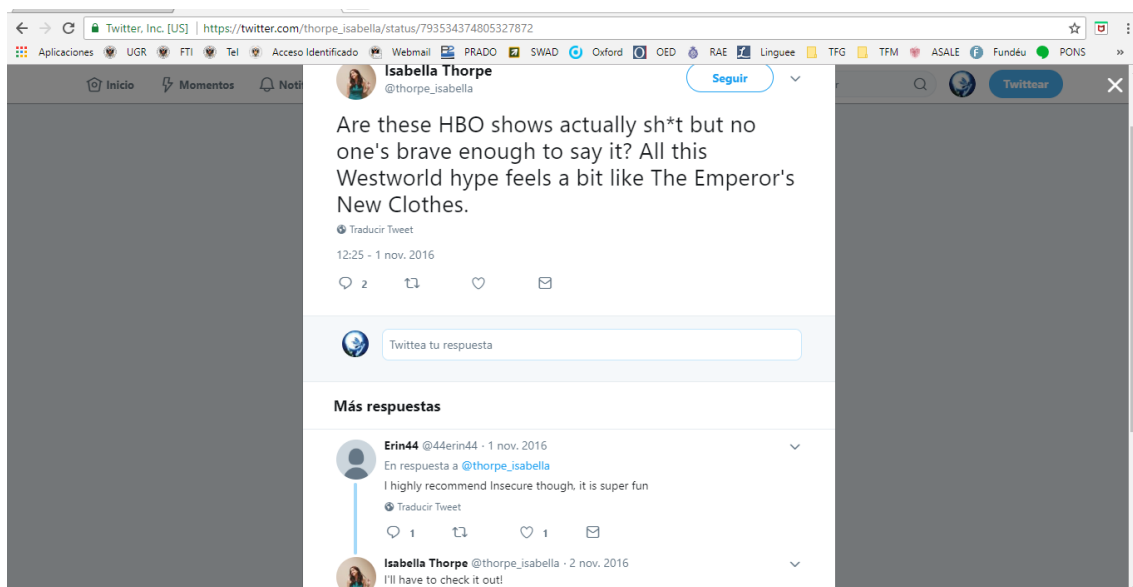 Twitter, Inc. [US] | https://twitter.com/thorpe_isabella/status/793534374805327872
Aplicaciones UGR FTI Tel Acceso Identificado Webmail PRADO SWAD Oxford OED RAE Linguee TFG TFM ASALE Fundéu PONS »
Inicio Momentos Noti Twittear
Isabella Thorpe
@thorpe_isabella
Seguir
Are these HBO shows actually sh*t but no
one's brave enough to say it? All this
Westworld hype feels a bit like The Emperor's
New Clothes.
Traducir Tweet
12:25 - 1 nov. 2016
2
Twittea tu respuesta
Más respuestas
Erin44 @44erin44 · 1 nov. 2016
En respuesta a @thorpe_isabella
I highly recommend Insecure though, it is super fun
Traducir Tweet
1 1
Isabella Thorpe @thorpe_isabella · 2 nov. 2016
I'll have to check it out!